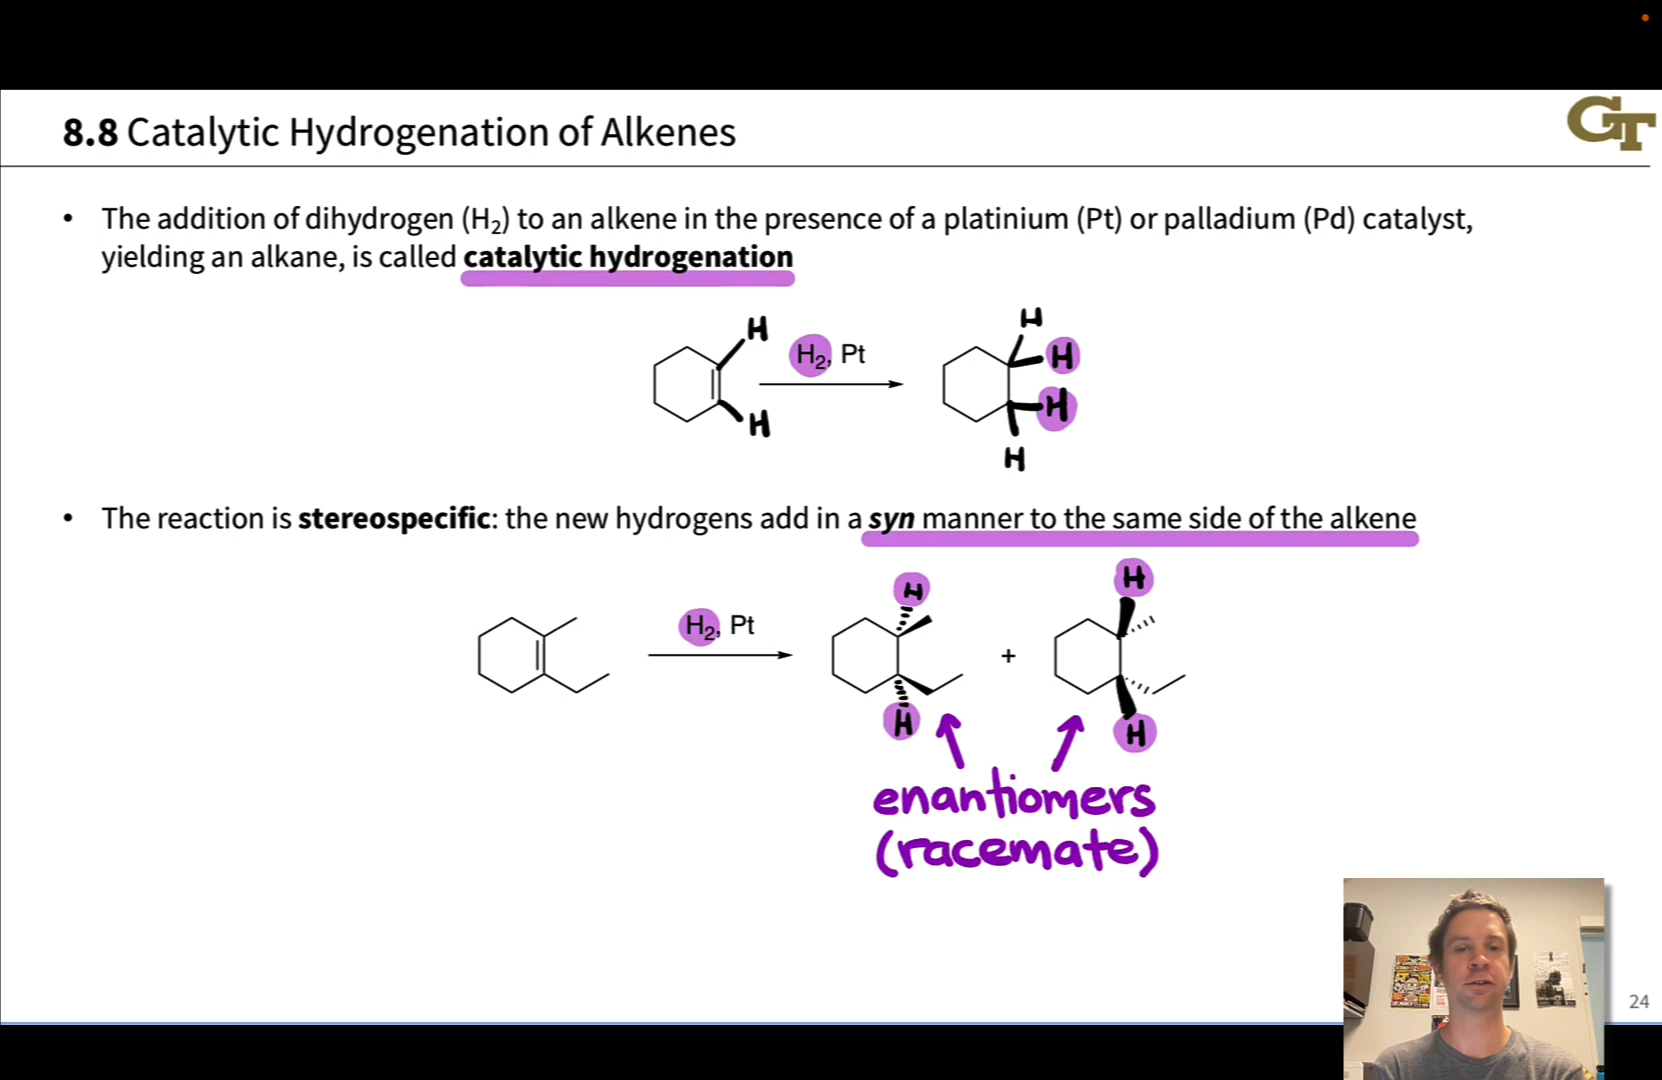 8.8 Catalytic Hydrogenation of Alkenes
GT
• The addition of dihydrogen (H₂) to an alkene in the presence of a platinium (Pt) or palladium (Pd) catalyst,
yielding an alkane, is called catalytic hydrogenation
H
H
H₂, Pt
H
H
H
H
• The reaction is stereospecific: the new hydrogens add in a syn manner to the same side of the alkene
H₂, Pt
H
H
+
H
H
enantiomers
(racemate)
24